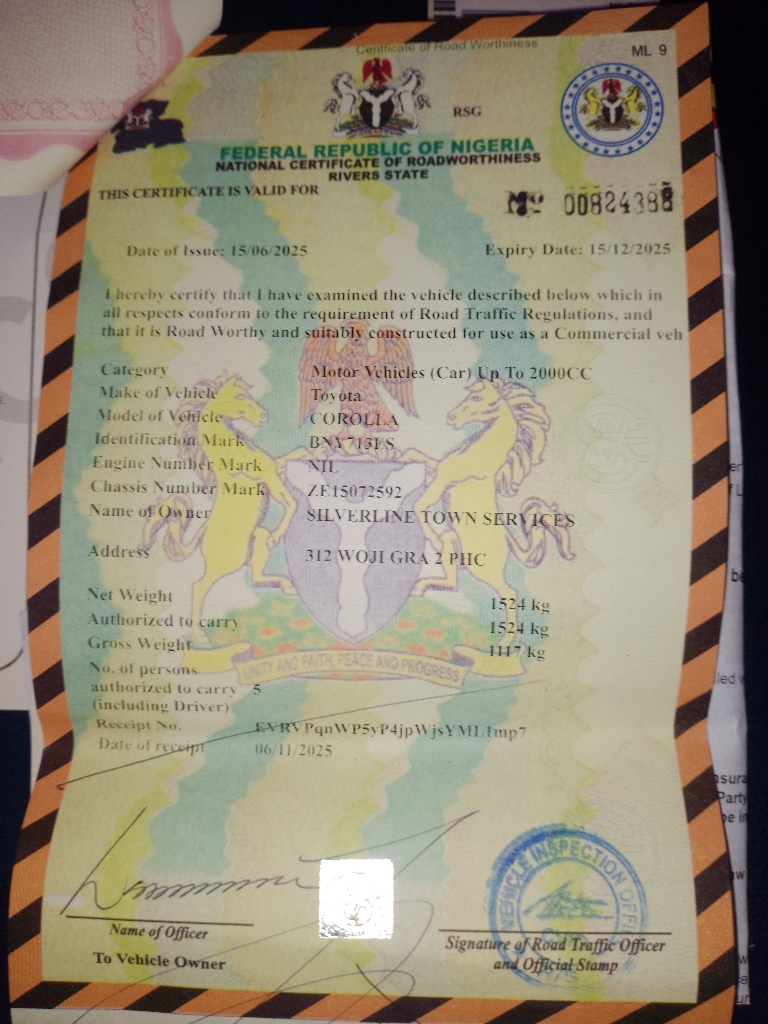 Certificate of Road Worthiness
ML 9
RSG
FEDERAL REPUBLIC OF NIGERIA
NATIONAL CERTIFICATE OF ROADWORTHINESS
RIVERS STATE
THIS CERTIFICATE IS VALID FOR
Nº 00824388
Date of Issue: 15/06/2025 Expiry Date: 15/12/2025
I hereby certify that I have examined the vehicle described below which in
all respects conform to the requirement of Road Traffic Regulations, and
that it is Road Worthy and suitably constructed for use as a Commercial veh
Category Motor Vehicles (Car) Up To 2000CC
Make of Vehicle Toyota
Model of Vehicle COROLLA
Identification Mark BNY713ES
Engine Number Mark NIL
Chassis Number Mark ZE15072592
Name of Owner SILVERLINE TOWN SERVICES
Address 312 WOJI GRA 2 PHC
Net Weight 1524 kg
Authorized to carry 1524 kg
Gross Weight 1117 kg
UNITY AND FAITH, PEACE AND PROGRESS
No. of persons
authorized to carry 5
(including Driver)
Receipt No. EVRVPqnWP5yP4jpWjsYML1mp7
Date of receipt 06/11/2025
VEHICLE INSPECTION
Name of Officer
To Vehicle Owner
Signature of Road Traffic Officer
and Official Stamp